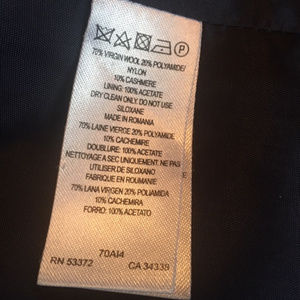 P
70% VIRGIN WOOL 20% POLYAMIDE/
NYLON
10% CASHMERE
LINING: 100% ACETATE
DRY CLEAN ONLY. DO NOT USE
SILOXANE
MADE IN ROMANIA
70% LAINE VIERGE 20% POLYAMIDE
10% CACHEMIRE
DOUBLURE: 100% ACETATE
NETTOYAGE A SEC UNIQUEMENT. NE PAS
UTILISER DE SILOXANO
FABRIQUE EN ROUMANIE
70% LANA VIRGEN 20% POLIAMIDA
10% CACHEMIRA
FORRO: 100% ACETATO
70AI4
RN 53372 CA 34339